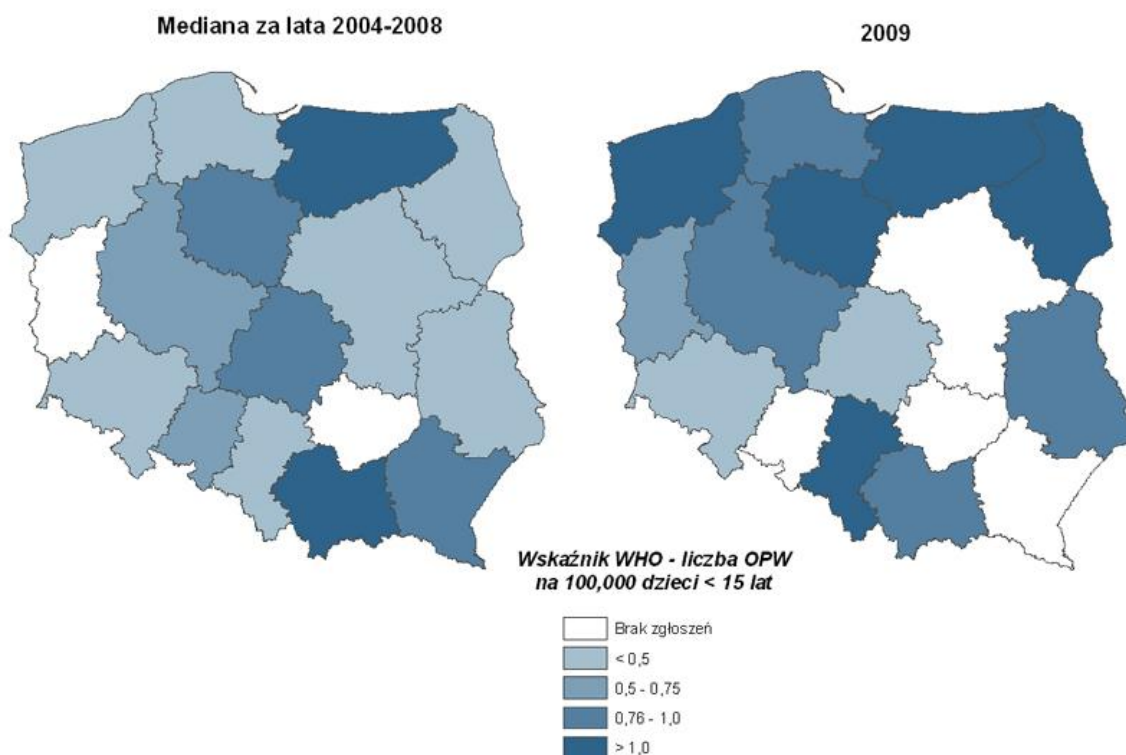 Mediana za lata 2004-2008
2009
Wskaźnik WHO - liczba OPW
na 100,000 dzieci < 15 lat
Brak zgłoszeń
< 0,5
0,5 - 0,75
0,76 - 1,0
> 1,0